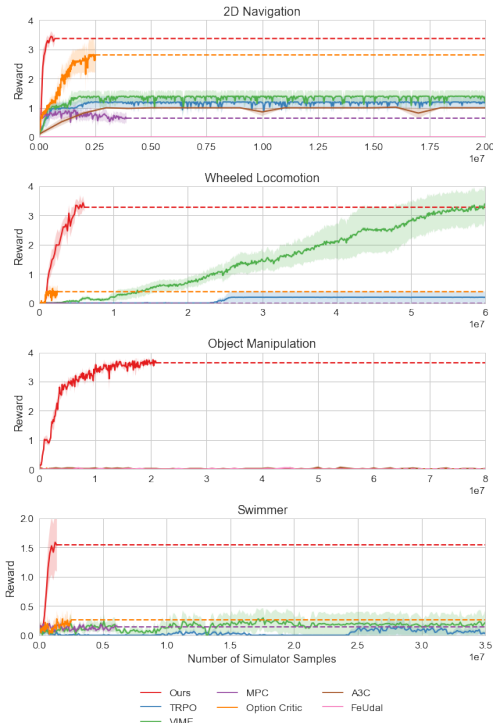 2D Navigation
4
3
2
1
0
Reward
0.00 0.25 0.50 0.75 1.00 1.25 1.50 1.75 2.00
1e7
Wheeled Locomotion
4
3
2
1
0
Reward
0 1 2 3 4 5 6
1e7
Object Manipulation
4
3
2
1
0
Reward
0 1 2 3 4 5 6 7 8
1e7
Swimmer
2.0
1.5
1.0
0.5
0.0
Reward
0.0 0.5 1.0 1.5 2.0 2.5 3.0 3.5
Number of Simulator Samples
1e7
Ours MPC A3C
TRPO Option Critic FeUdal
VIME